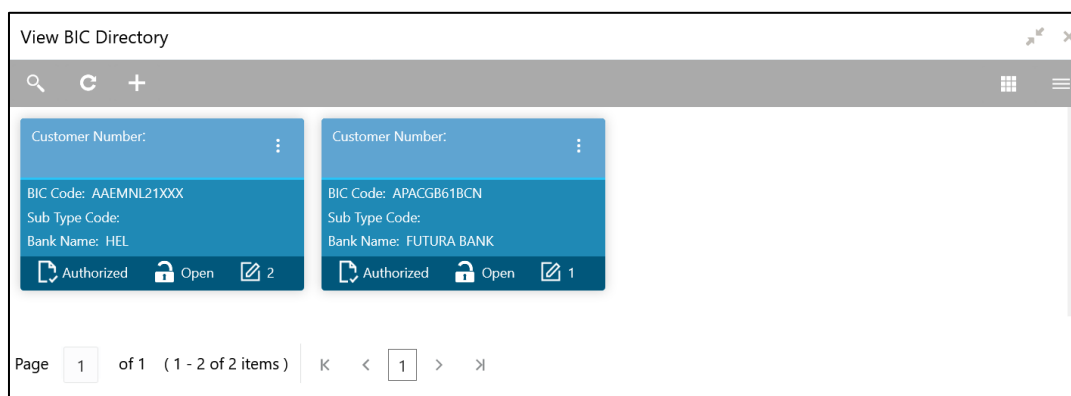 View BIC Directory
Customer Number:
BIC Code: AAEMNL21XXX
Sub Type Code:
Bank Name: HEL
Authorized Open 2
Customer Number:
BIC Code: APACGB61BCN
Sub Type Code:
Bank Name: FUTURA BANK
Authorized Open 1
Page 1 of 1 ( 1 - 2 of 2 items ) 1